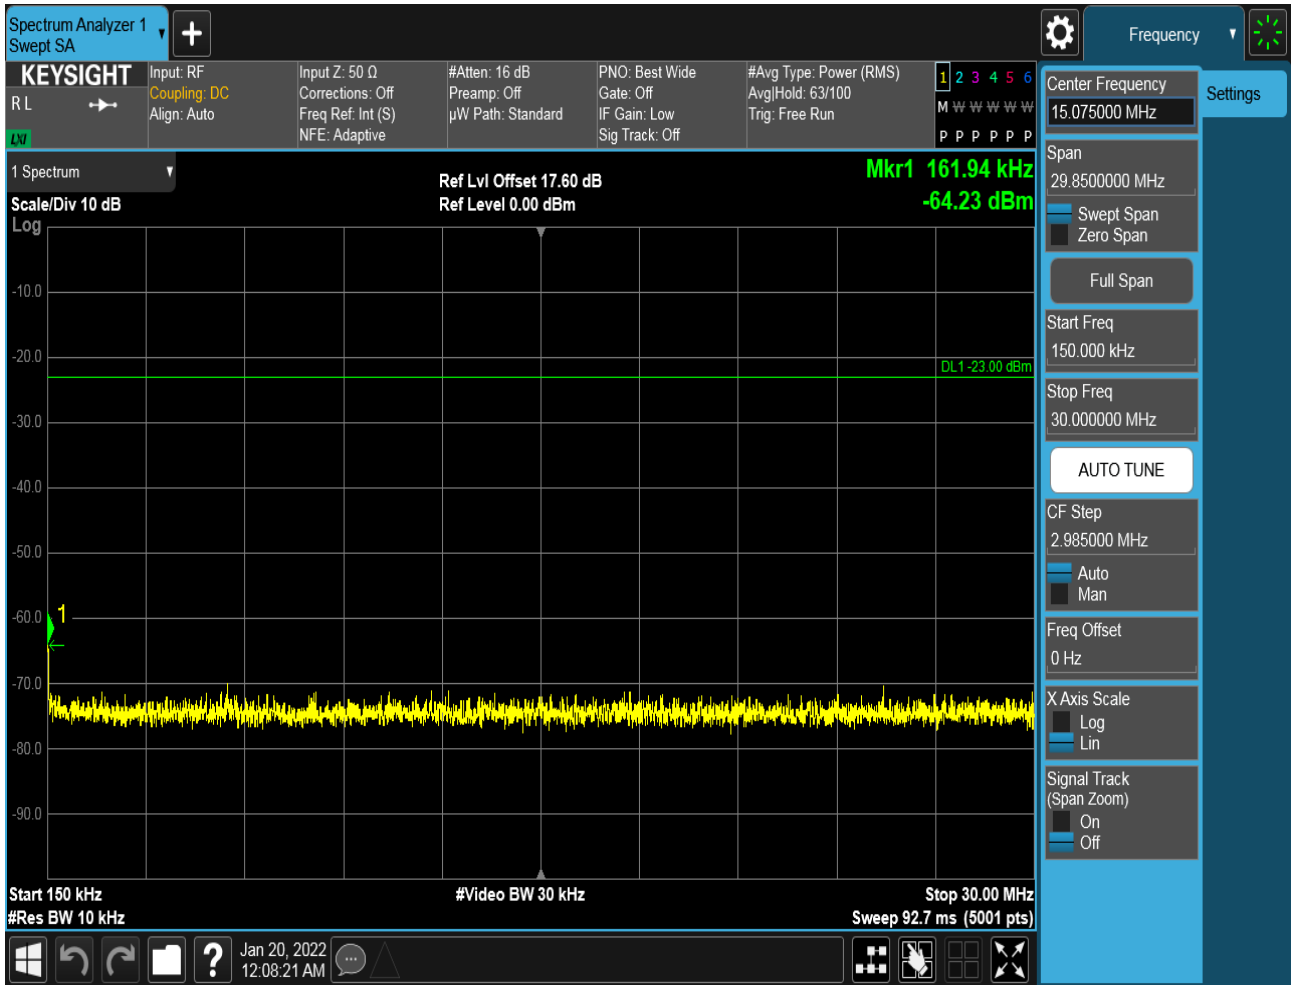 Spectrum Analyzer 1
Swept SA
Frequency
KEYSIGHT
R L
LXI
Input: RF
Coupling: DC
Align: Auto
Input Z: 50 Ω
Corrections: Off
Freq Ref: Int (S)
NFE: Adaptive
#Atten: 16 dB
Preamp: Off
µW Path: Standard
PNO: Best Wide
Gate: Off
IF Gain: Low
Sig Track: Off
#Avg Type: Power (RMS)
Avg|Hold: 63/100
Trig: Free Run
1 2 3 4 5 6
M W W W W W
P P P P P P
1 Spectrum
Scale/Div 10 dB
Log
Ref Lvl Offset 17.60 dB
Ref Level 0.00 dBm
Mkr1 161.94 kHz
-64.23 dBm
-10.0
-20.0
DL1 -23.00 dBm
-30.0
-40.0
-50.0
-60.0
1
-70.0
-80.0
-90.0
Start 150 kHz
#Video BW 30 kHz
Stop 30.00 MHz
#Res BW 10 kHz
Sweep 92.7 ms (5001 pts)
?
Jan 20, 2022
12:08:21 AM
Center Frequency
15.075000 MHz
Settings
Span
29.8500000 MHz
Swept Span
Zero Span
Full Span
Start Freq
150.000 kHz
Stop Freq
30.000000 MHz
AUTO TUNE
CF Step
2.985000 MHz
Auto
Man
Freq Offset
0 Hz
X Axis Scale
Log
Lin
Signal Track
(Span Zoom)
On
Off